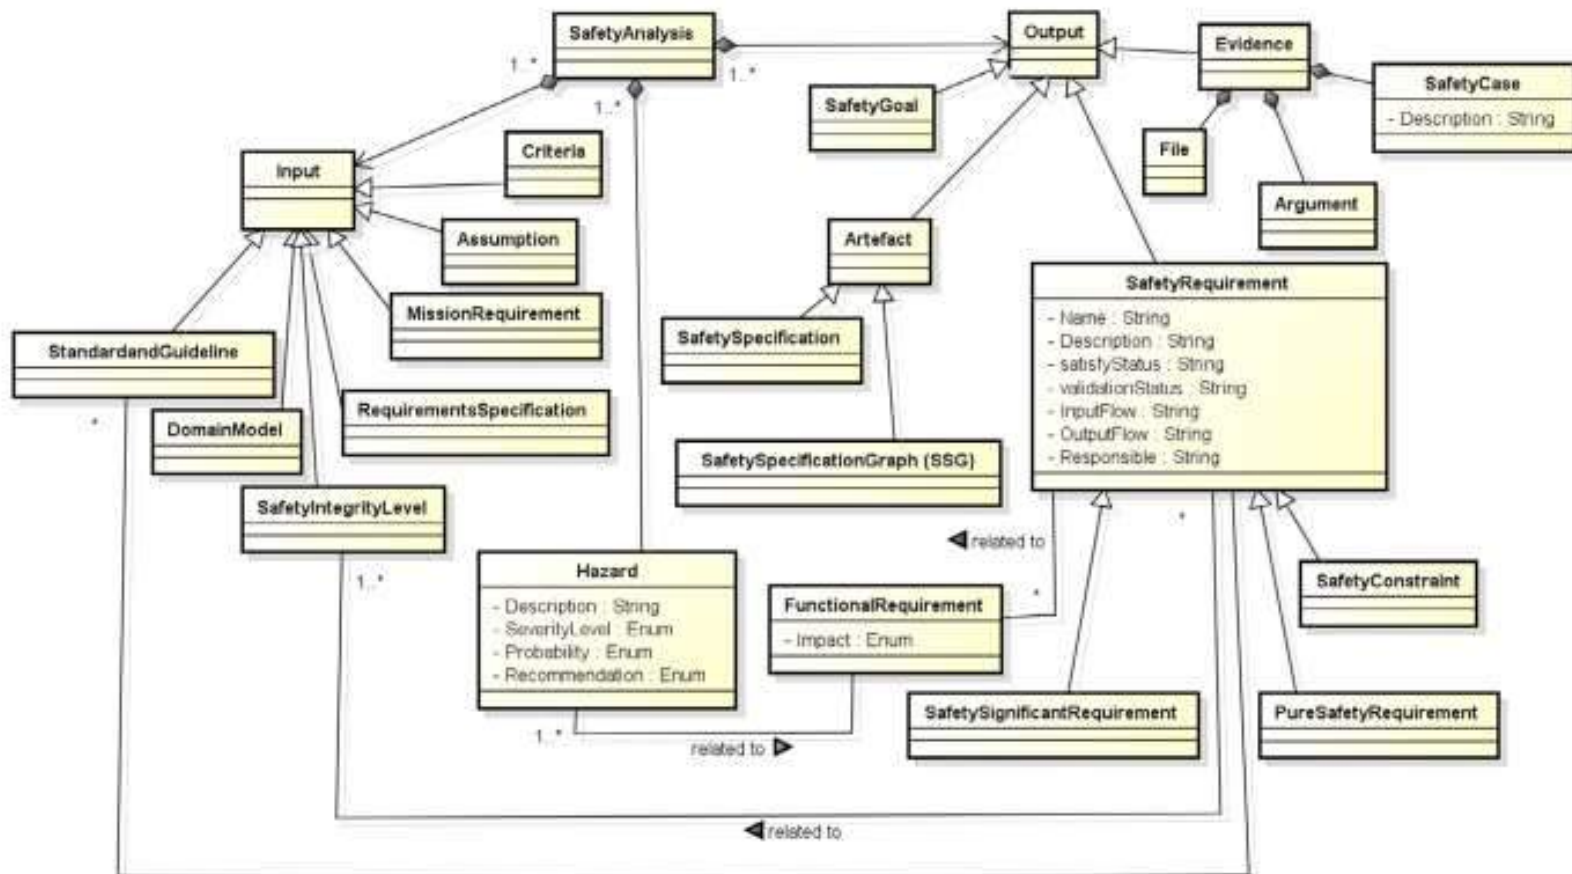 SafetyAnalysis
Output
Evidence
SafetyCase
- Description : String
1..*
1..*
1..*
SafetyGoal
File
Argument
Input
Criteria
Assumption
MissionRequirement
Artefact
StandardandGuideline
*
DomainModel
RequirementsSpecification
SafetyIntegrityLevel
1..*
SafetySpecification
SafetySpecificationGraph (SSG)
SafetyRequirement
- Name : String
- Description : String
- satisfyStatus : String
- validationStatus : String
- InputFlow : String
- OutputFlow : String
- Responsible : String
*
related to
*
Hazard
- Description : String
- SeverityLevel : Enum
- Probability : Enum
- Recommendation : Enum
1..*
related to
FunctionalRequirement
- Impact : Enum
SafetyConstraint
SafetySignificantRequirement
PureSafetyRequirement
related to